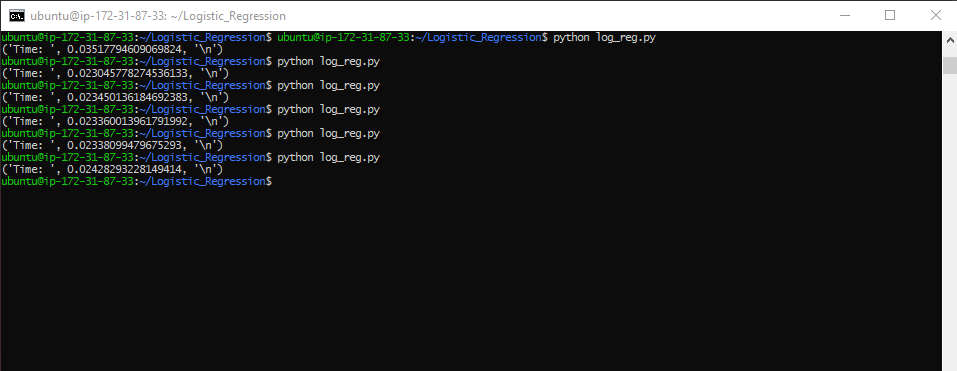 C:\.
ubuntu@ip-172-31-87-33: ~/Logistic_Regression
ubuntu@ip-172-31-87-33:~/Logistic_Regression$ ubuntu@ip-172-31-87-33:~/Logistic_Regression$ python log_reg.py
('Time: ', 0.03517794609069824, '\n')
ubuntu@ip-172-31-87-33:~/Logistic_Regression$ python log_reg.py
('Time: ', 0.023045778274536133, '\n')
ubuntu@ip-172-31-87-33:~/Logistic_Regression$ python log_reg.py
('Time: ', 0.023450136184692383, '\n')
ubuntu@ip-172-31-87-33:~/Logistic_Regression$ python log_reg.py
('Time: ', 0.023360013961791992, '\n')
ubuntu@ip-172-31-87-33:~/Logistic_Regression$ python log_reg.py
('Time: ', 0.02338099479675293, '\n')
ubuntu@ip-172-31-87-33:~/Logistic_Regression$ python log_reg.py
('Time: ', 0.02428293228149414, '\n')
ubuntu@ip-172-31-87-33:~/Logistic_Regression$